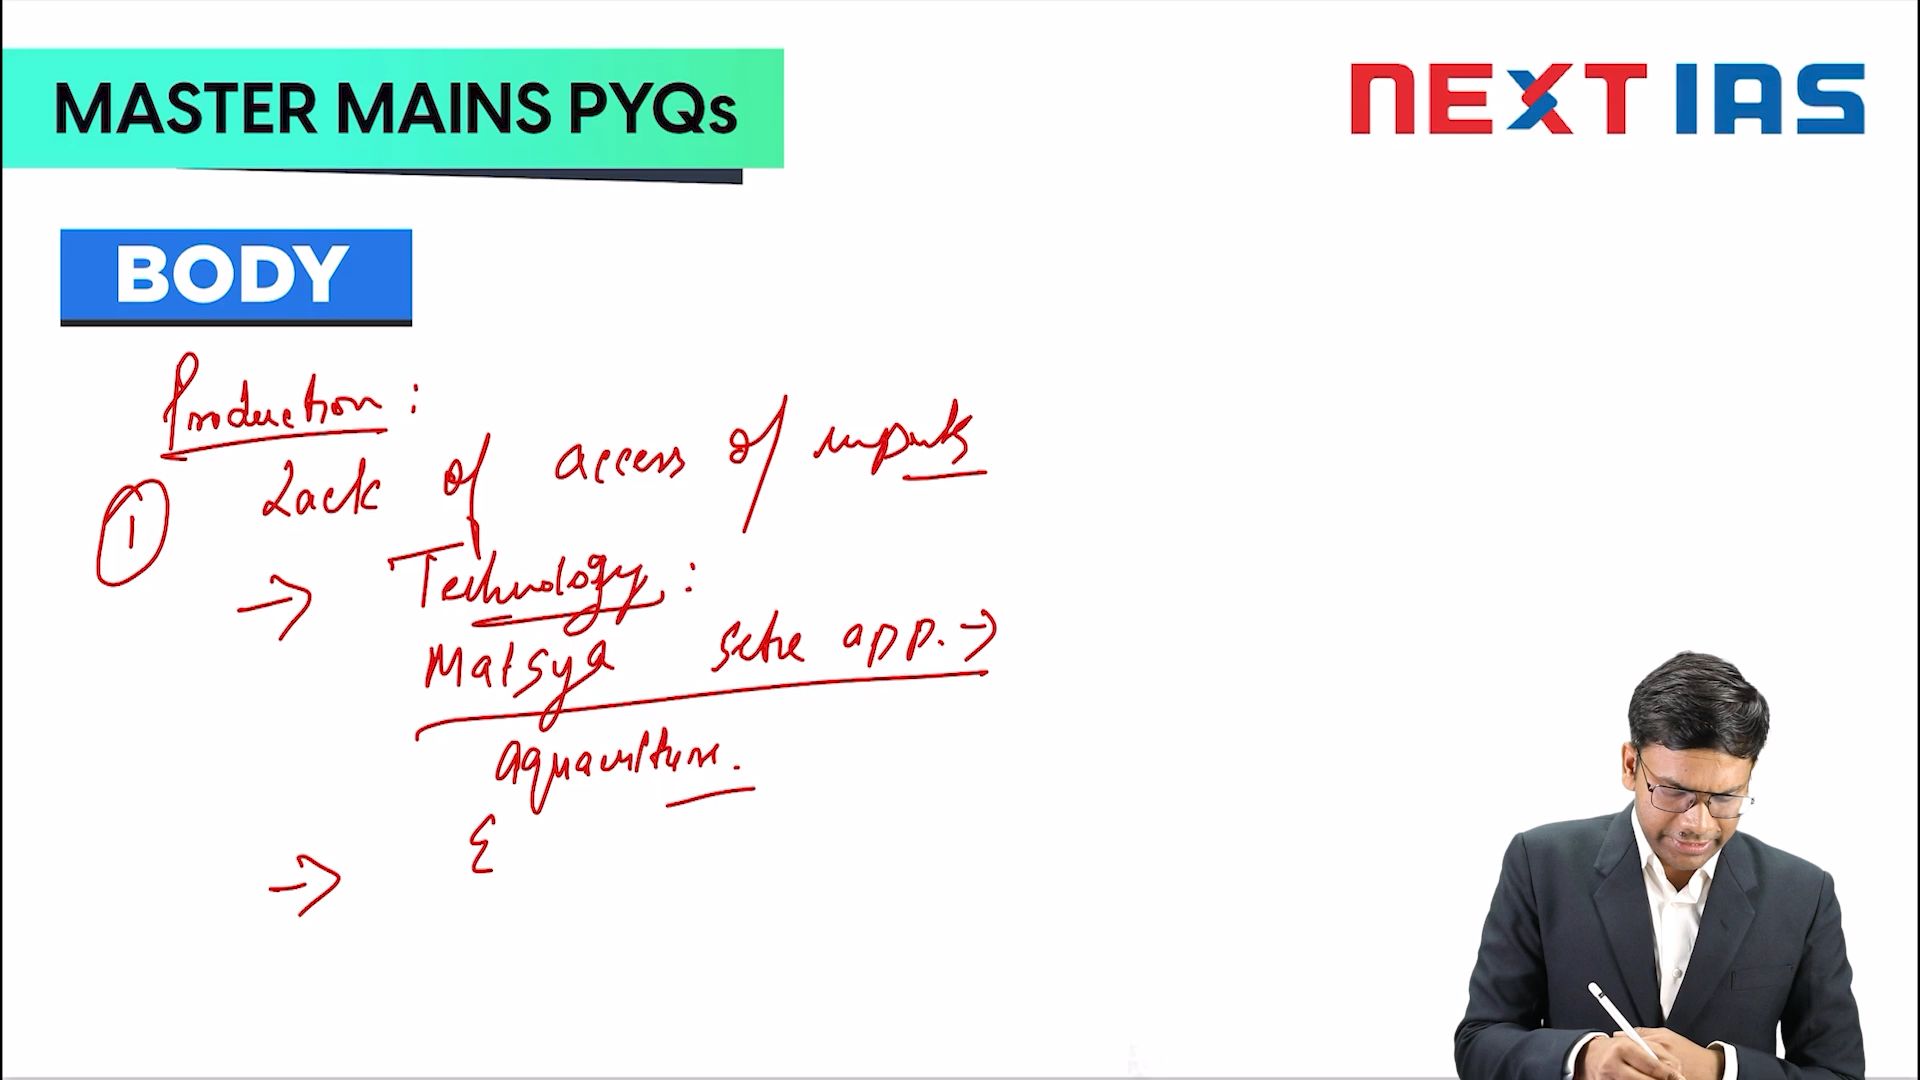 MASTER MAINS PYQs
NEXT IAS
BODY
Production :
1 Lack of access of inputs
→ Technology :
Matsya Setu app. →
aquaculture.
→ E